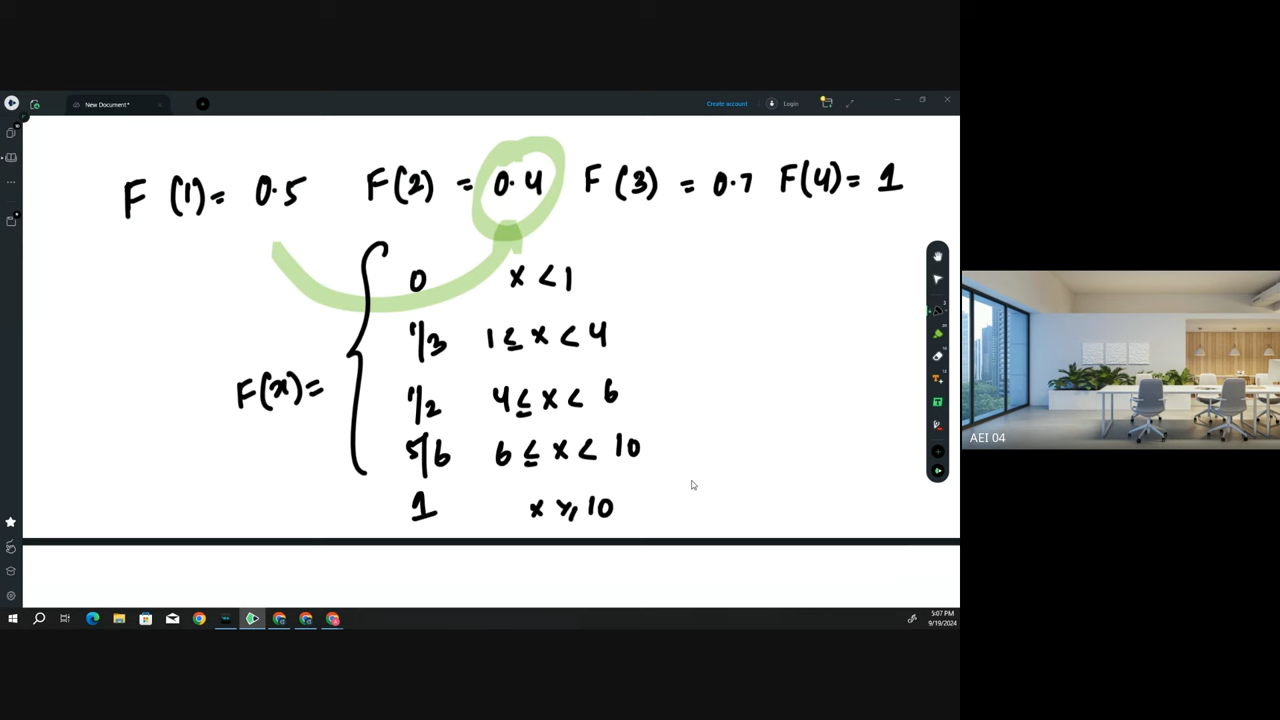 New Document*
Create account
Login
F (1) = 0.5 F(2) = 0.4 F (3) = 0.7 F(4) = 1
0 x < 1
1/3 1 ≤ x < 4
F(x) =
1/2 4 ≤ x < 6
5/6 6 ≤ x < 10
1 x ≥ 10
AEI 04
5:07 PM
9/19/2024